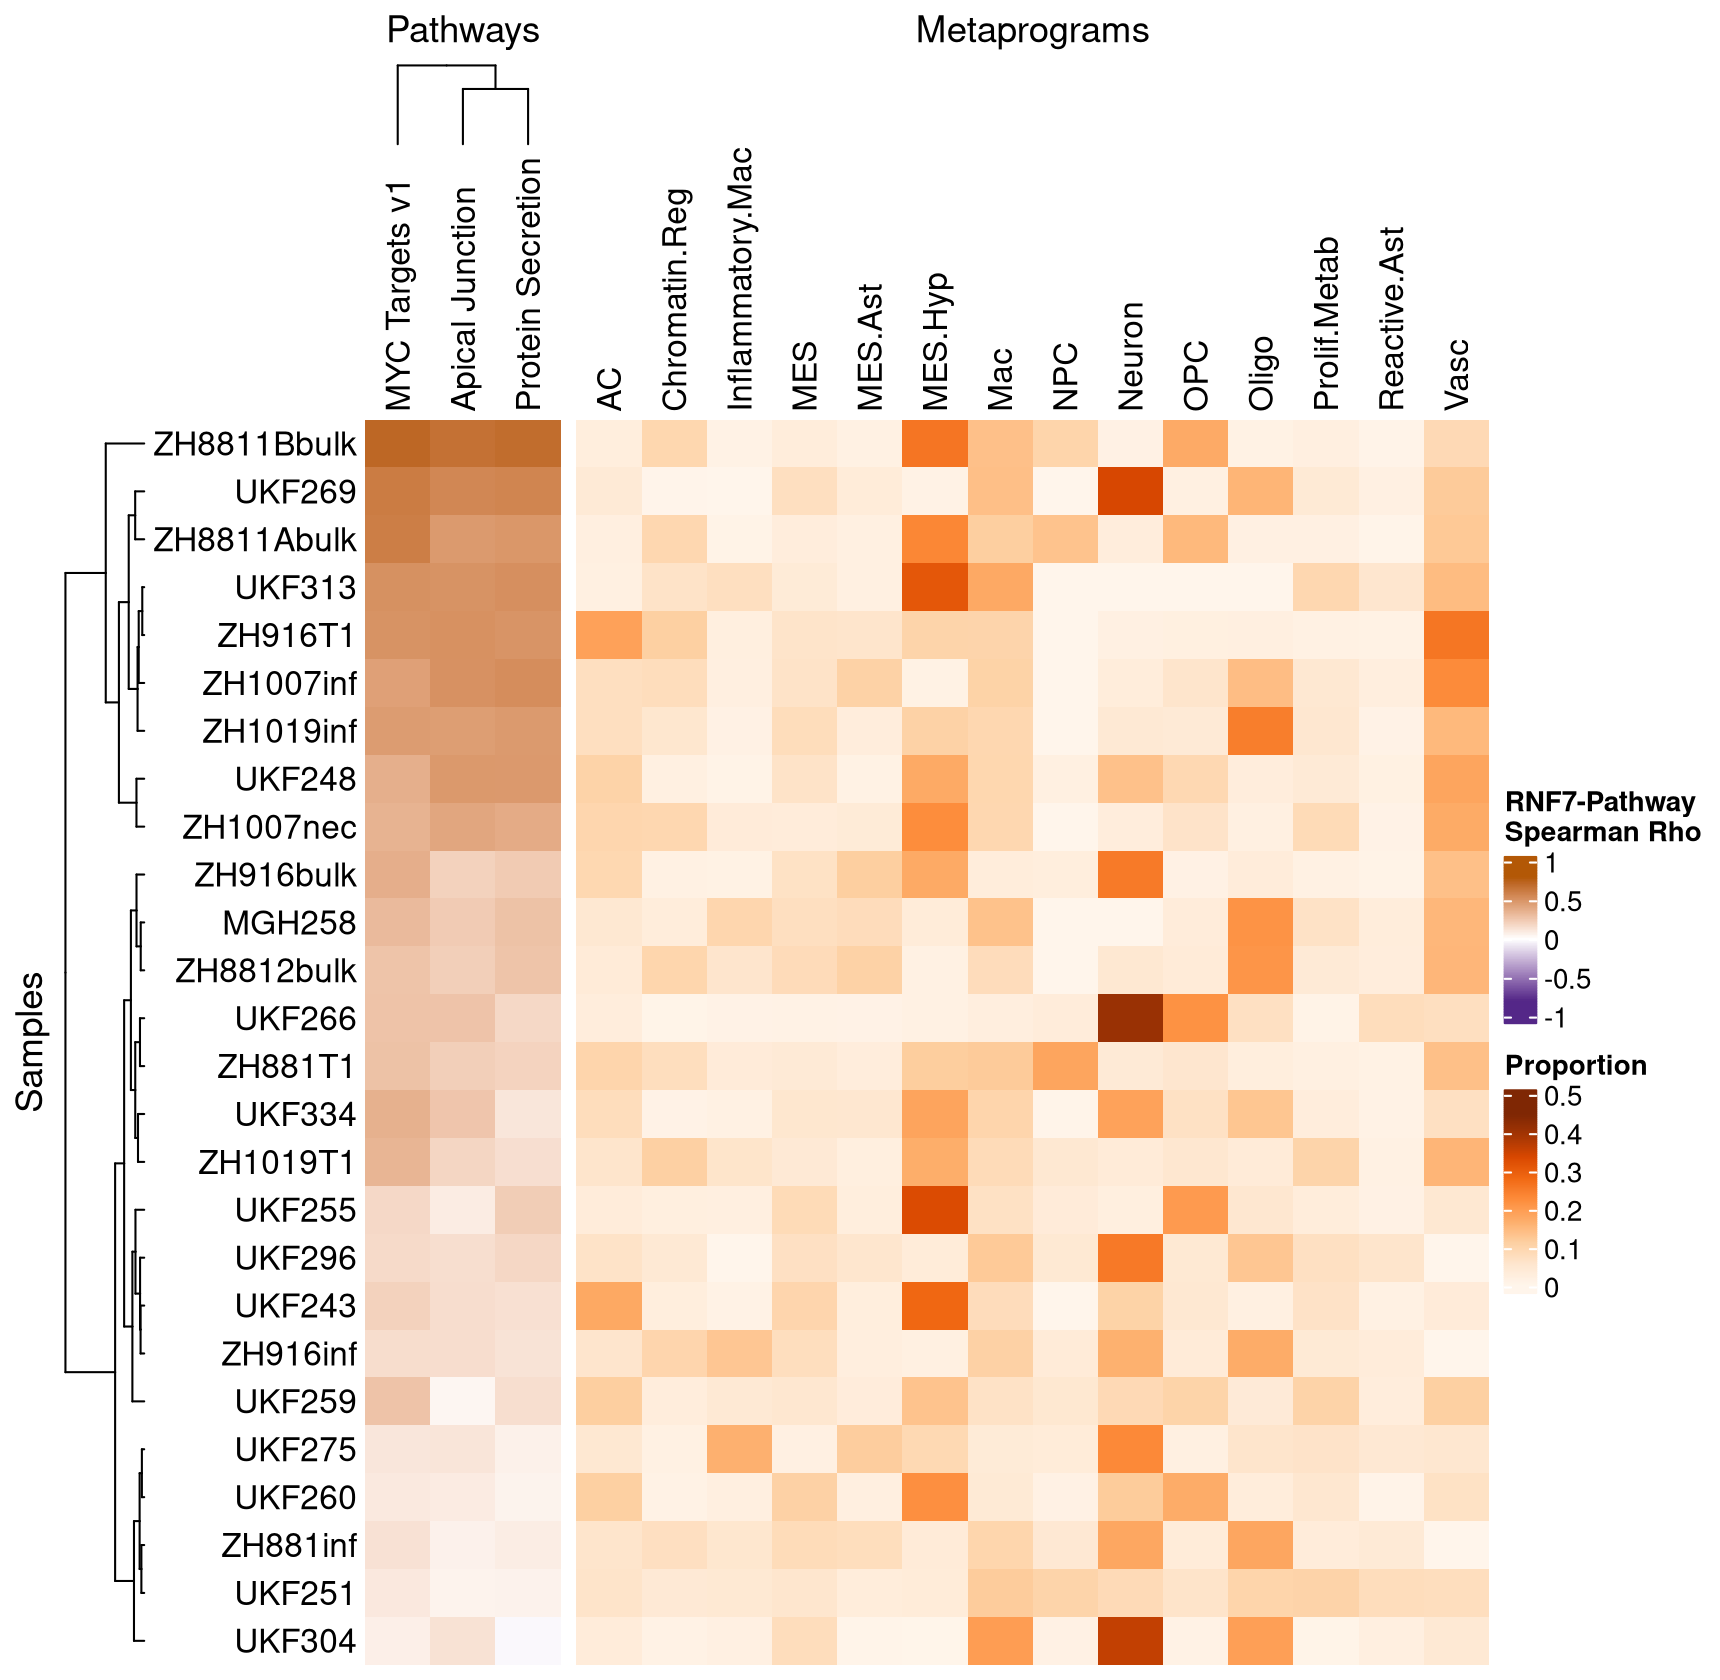 Pathways
Metaprograms
MYC Targets v1
Apical Junction
Protein Secretion
AC
Chromatin.Reg
Inflammatory.Mac
MES
MES.Ast
MES.Hyp
Mac
NPC
Neuron
OPC
Oligo
Prolif.Metab
Reactive.Ast
Vasc
Samples
ZH8811Bbulk
UKF269
ZH8811Abulk
UKF313
ZH916T1
ZH1007inf
ZH1019inf
UKF248
ZH1007nec
ZH916bulk
MGH258
ZH8812bulk
UKF266
ZH881T1
UKF334
ZH1019T1
UKF255
UKF296
UKF243
ZH916inf
UKF259
UKF275
UKF260
ZH881inf
UKF251
UKF304
RNF7-Pathway
Spearman Rho
1
0.5
0
-0.5
-1
Proportion
0.5
0.4
0.3
0.2
0.1
0